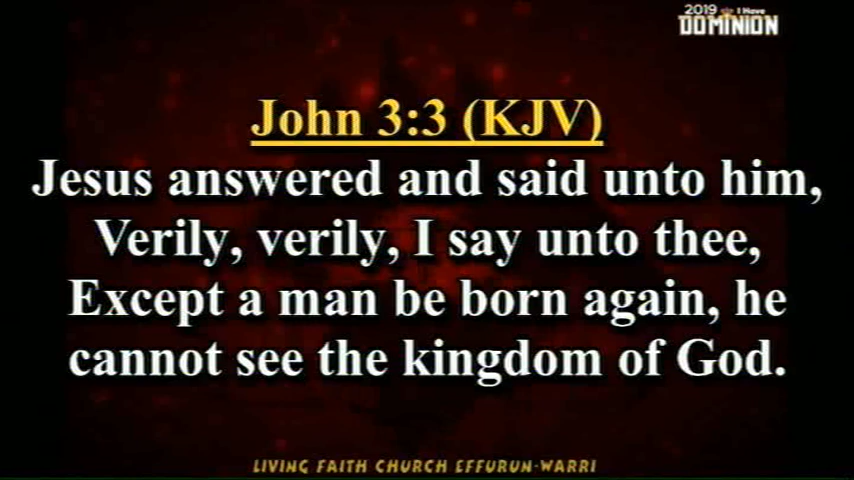 2019 I Have
DOMINION
John 3:3 (KJV)
Jesus answered and said unto him,
Verily, verily, I say unto thee,
Except a man be born again, he
cannot see the kingdom of God.
LIVING FAITH CHURCH EFFURUN-WARRI